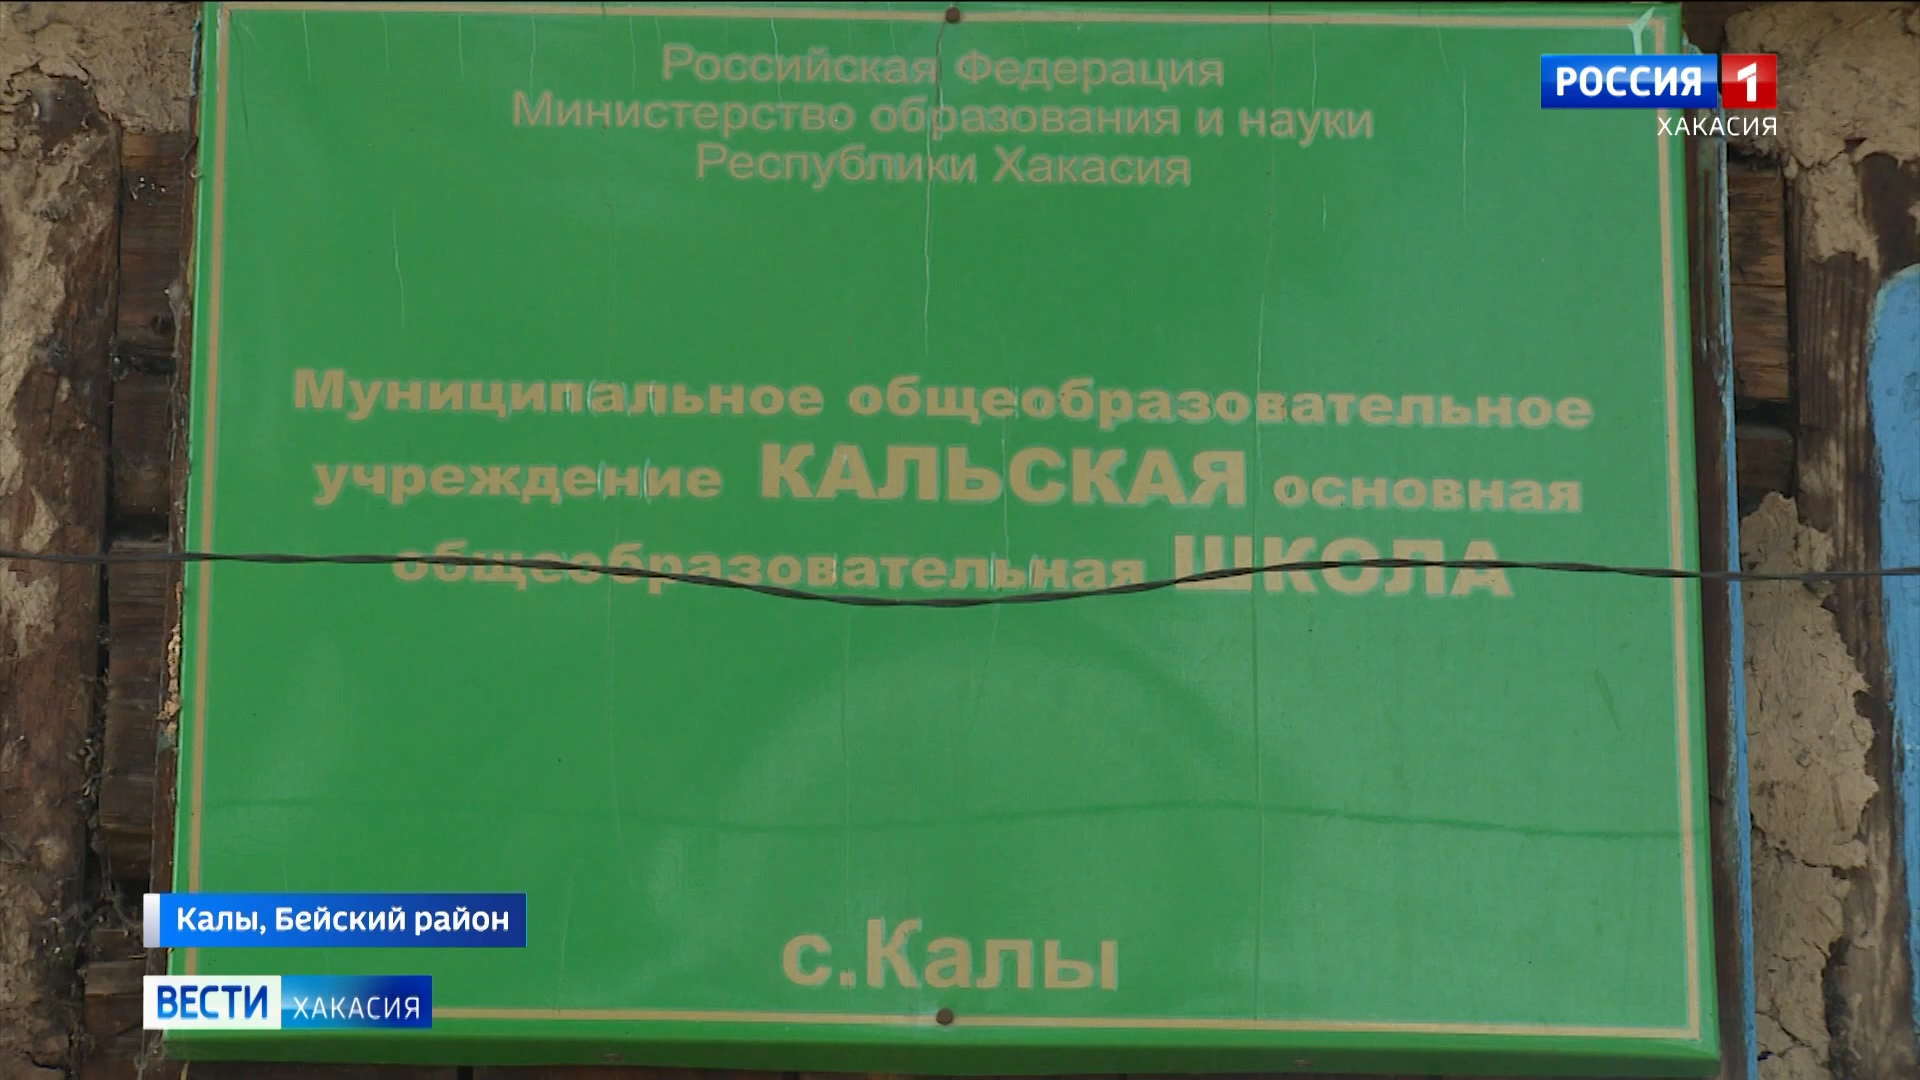 Российская Федерация
Министерство образования и науки
Республики Хакасия
РОССИЯ 1
ХАКАСИЯ
Муниципальное общеобразовательное
учреждение КАЛЬСКАЯ основная
общеобразовательная ШКОЛА
с.Калы
Калы, Бейский район
ВЕСТИ ХАКАСИЯ